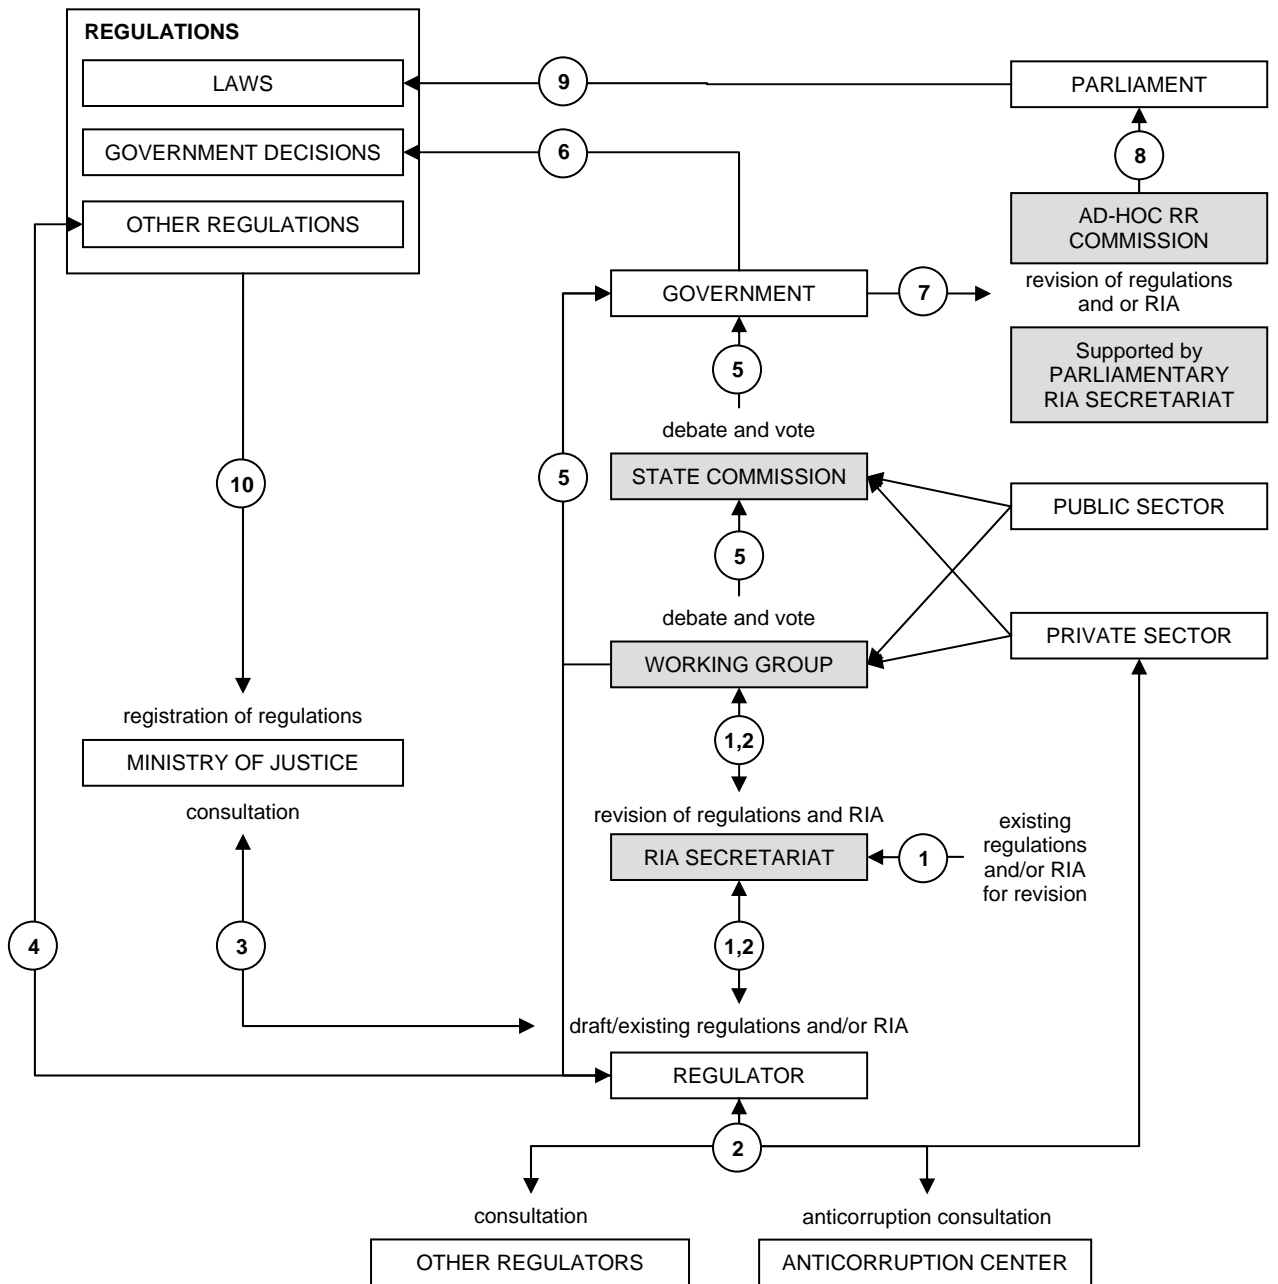 REGULATIONS
LAWS
9
PARLIAMENT
GOVERNMENT DECISIONS
6
8
OTHER REGULATIONS
AD-HOC RR
COMMISSION
GOVERNMENT
7
revision of regulations
and or RIA
5
Supported by
PARLIAMENTARY
RIA SECRETARIAT
debate and vote
10
5
STATE COMMISSION
PUBLIC SECTOR
5
debate and vote
PRIVATE SECTOR
WORKING GROUP
registration of regulations
1,2
MINISTRY OF JUSTICE
consultation
revision of regulations and RIA
RIA SECRETARIAT
1
existing
regulations
and/or RIA
for revision
4
3
1,2
draft/existing regulations and/or RIA
REGULATOR
2
consultation
anticorruption consultation
OTHER REGULATORS
ANTICORRUPTION CENTER